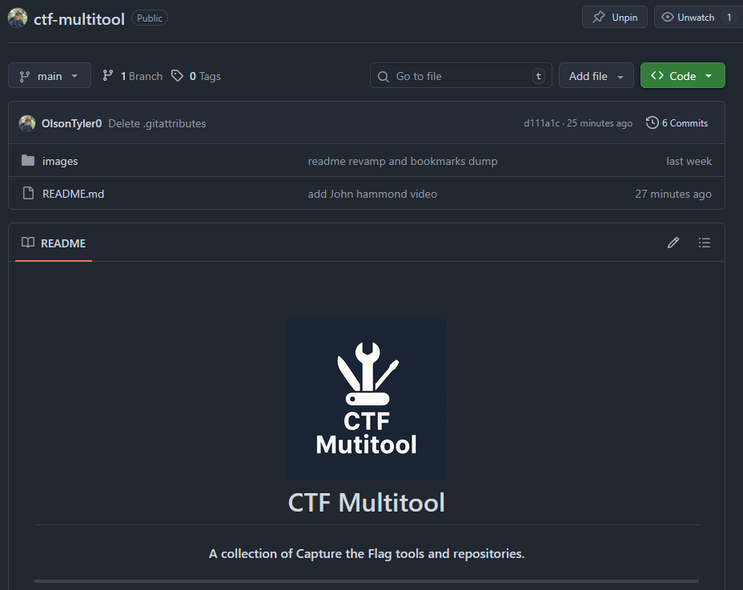 ctf-multitool Public Unpin Unwatch 1
main 1 Branch 0 Tags Go to file t Add file Code
OlsonTyler0 Delete .gitattributes d111a1c · 25 minutes ago 6 Commits
images readme revamp and bookmarks dump last week
README.md add John hammond video 27 minutes ago
README
CTF
Mutitool
CTF Multitool
A collection of Capture the Flag tools and repositories.